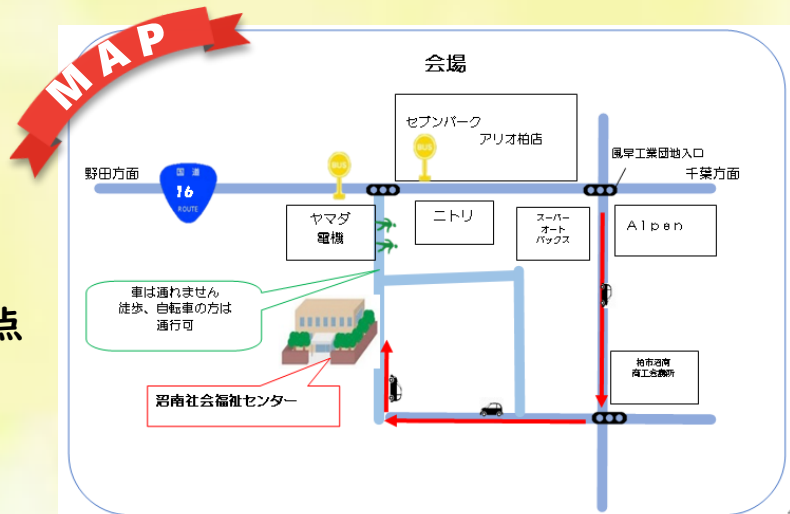 MAP
会場
セブンパーク
アリオ柏店
BUS
BUS
野田方面
国道
16
ROUTE
風早工業団地入口
千葉方面
ヤマダ
電機
ニトリ
スーパー
オート
バックス
Alpen
車は通れません
徒歩、自転車の方は
通行可
点
沼南社会福祉センター
柏市沼南
商工会議所